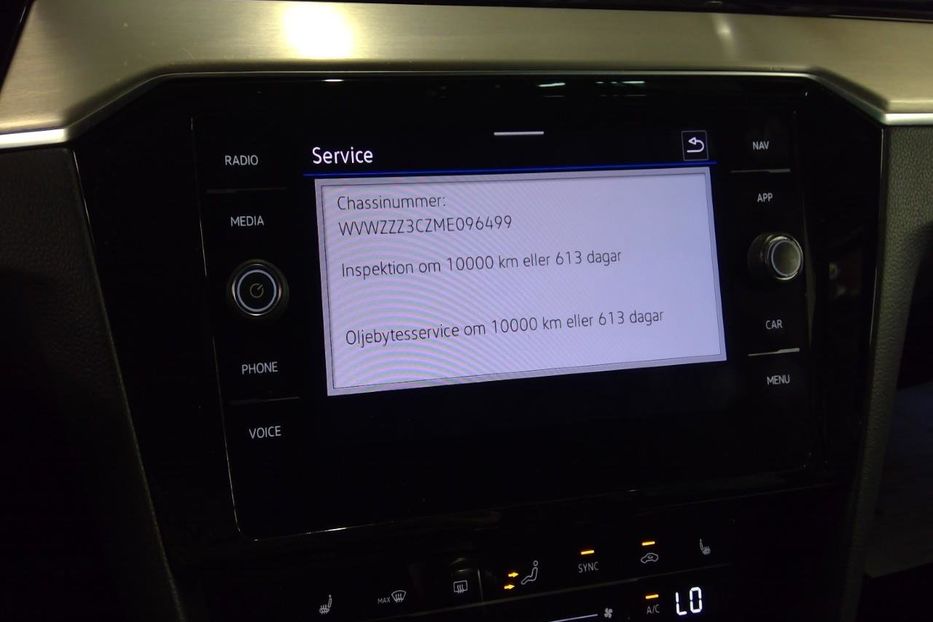 Service
RADIO
MEDIA
PHONE
VOICE
Chassinummer:
WVWZZZ3CZME096499
Inspektion om 10000 km eller 613 dagar
Oljebytesservice om 10000 km eller 613 dagar
NAV
APP
CAR
MENU
MAX
SYNC
A/C
LO